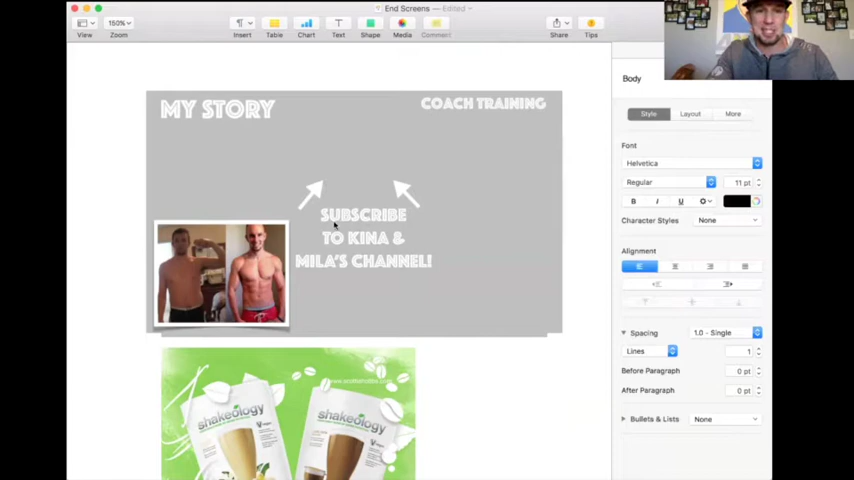 End Screens — Edited
150%
View
Zoom
Insert
Table
Chart
Text
Shape
Media
Comment
Share
Tips
MY STORY
COACH TRAINING
SUBSCRIBE
TO KINA &
MILA'S CHANNEL!
shakeology
shakeology
Body
Style
Layout
More
Font
Helvetica
Regular
11 pt
B
I
U
Character Styles
None
Alignment
Spacing
1.0 - Single
Lines
1
Before Paragraph
0 pt
After Paragraph
0 pt
Bullets & Lists
None